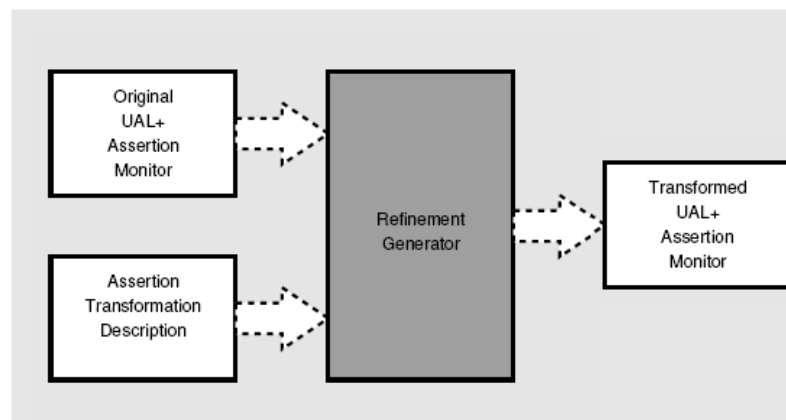 Original
UAL+
Assertion
Monitor
Assertion
Transformation
Description
Refinement
Generator
Transformed
UAL+
Assertion
Monitor